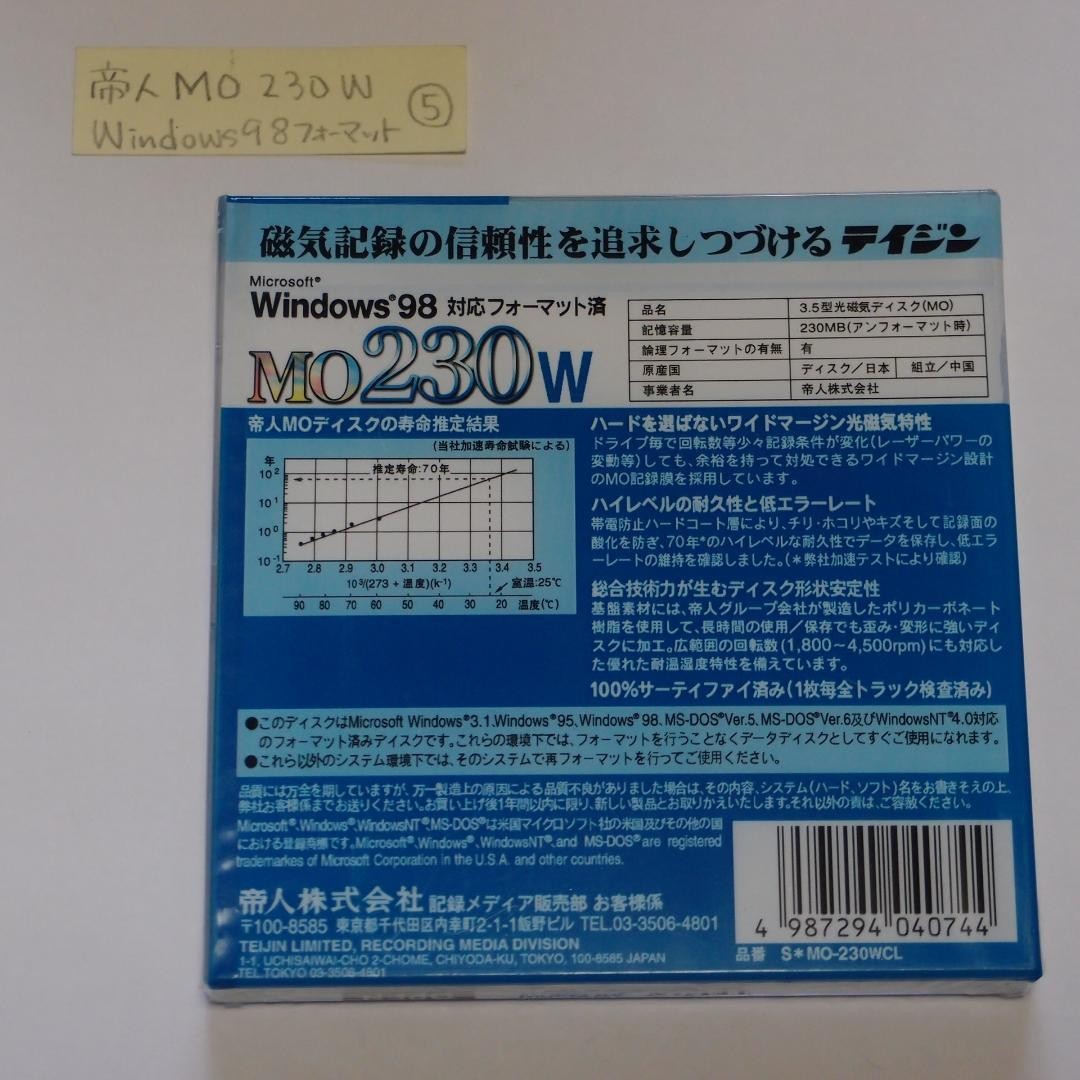 帝人 MO 230W
Windows98フォーマット ⑤
磁気記録の信頼性を追求しつづけるテイジン
Microsoft®
Windows®98 対応フォーマット済
MO230W
品名 3.5型光磁気ディスク(MO)
記憶容量 230MB(アンフォーマット時)
論理フォーマットの有無 有
原産国 ディスク/日本 組立/中国
事業者名 帝人株式会社
帝人MOディスクの寿命推定結果
(当社加速寿命試験による)
年
推定寿命:70年
10²
10¹
10⁰
10⁻¹
2.7 2.8 2.9 3.0 3.1 3.2 3.3 3.4 3.5
10³/(273 + 温度)(k⁻¹) 室温:25℃
90 80 70 60 50 40 30 20 温度(℃)
ハードを選ばないワイドマージン光磁気特性
ドライブ毎で回転数等少々記録条件が変化(レーザーパワーの
変動等)しても、余裕を持って対処できるワイドマージン設計
のMO記録膜を採用しています。
ハイレベルの耐久性と低エラーレート
帯電防止ハードコート層により、チリ・ホコリやキズそして記録面の
酸化を防ぎ、70年*のハイレベルな耐久性でデータを保存し、低エラ
ーレートの維持を確認しました。(*弊社加速テストにより確認)
総合技術力が生むディスク形状安定性
基盤素材には、帝人グループ会社が製造したポリカーボネート
樹脂を使用して、長時間の使用/保存でも歪み・変形に強いディ
スクに加工。広範囲の回転数(1,800～4,500rpm)にも対応し
た優れた耐温湿度特性を備えています。
100%サーティファイ済み(1枚毎全トラック検査済み)
●このディスクはMicrosoft Windows®3.1、Windows®95、Windows®98、MS-DOS®Ver.5、MS-DOS®Ver.6及びWindowsNT®4.0対応
のフォーマット済みディスクです。これらの環境下では、フォーマットを行うことなくデータディスクとしてすぐご使用になれます。
●これら以外のシステム環境下では、そのシステムで再フォーマットを行ってご使用ください。
品質には万全を期していますが、万一製造上の原因による品質不良がありました場合は、その内容、システム(ハード、ソフト)名をお書きそえの上、
弊社お客様係までお送りください。お買い上げ後1年間以内に限り、新しい製品とお取りかえいたします。それ以外の責は、ご容赦ください。
Microsoft®、Windows®、WindowsNT®、MS-DOS®は米国マイクロソフト社の米国及びその他の国
における登録商標です。Microsoft®、Windows®、WindowsNT®、and MS-DOS®are registered
trademarkes of Microsoft Corporation in the U.S.A. and other countries.
帝人株式会社 記録メディア販売部 お客様係
〒100-8585 東京都千代田区内幸町2-1-1飯野ビル TEL.03-3506-4801
TEIJIN LIMITED, RECORDING MEDIA DIVISION
1-1, UCHISAIWAI-CHO 2-CHOME, CHIYODA-KU, TOKYO, 100-8585 JAPAN
TEL TOKYO 03-3506-4801
4 987294 040744
品番 S*MO-230WCL